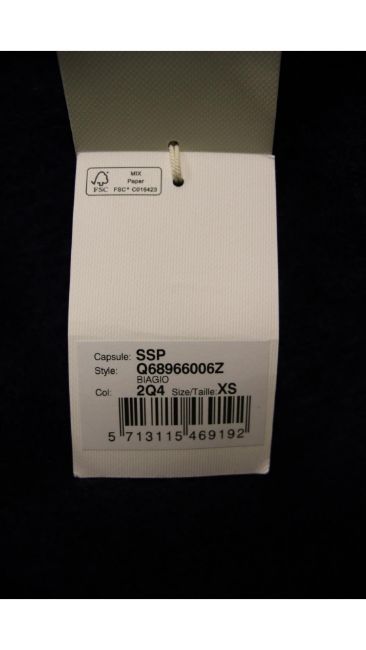 MIX
Paper
FSC
FSC® C016423
Capsule: SSP
Style: Q68966006Z
BIAGIO
Col: 2Q4 Size/Taille: XS
5 713115 469192